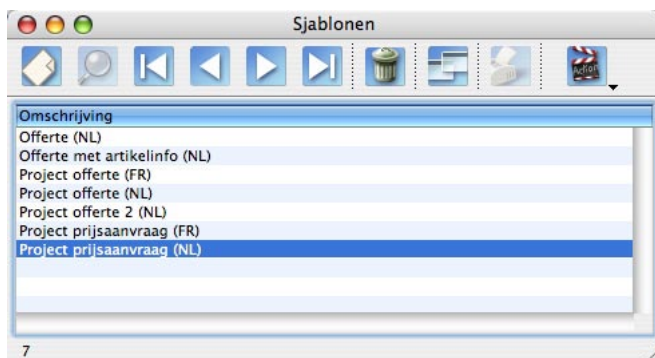 Sjablonen
Action
Omschrijving
Offerte (NL)
Offerte met artikelinfo (NL)
Project offerte (FR)
Project offerte (NL)
Project offerte 2 (NL)
Project prijsaanvraag (FR)
Project prijsaanvraag (NL)
7